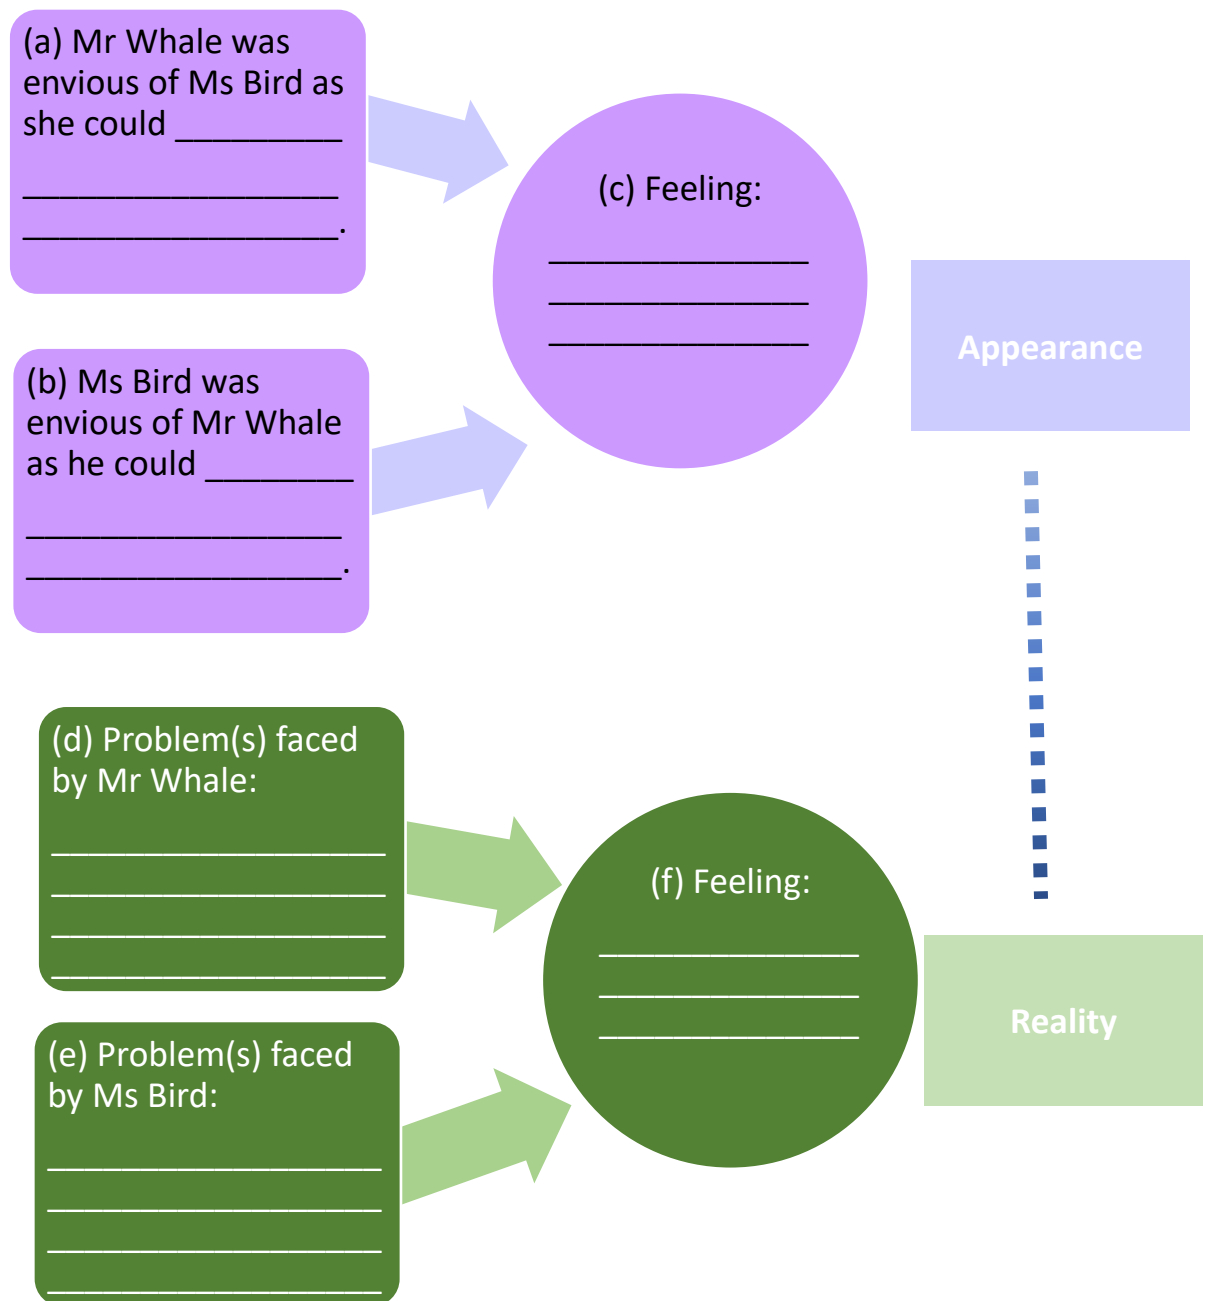 (a) Mr Whale was
envious of Ms Bird as
she could _________
_________________
_________________.
(b) Ms Bird was
envious of Mr Whale
as he could ________
_________________
_________________.
(c) Feeling:
______________
______________
______________
Appearance
(d) Problem(s) faced
by Mr Whale:
__________________
__________________
__________________
__________________
(e) Problem(s) faced
by Ms Bird:
__________________
__________________
__________________
__________________
(f) Feeling:
______________
______________
______________
Reality